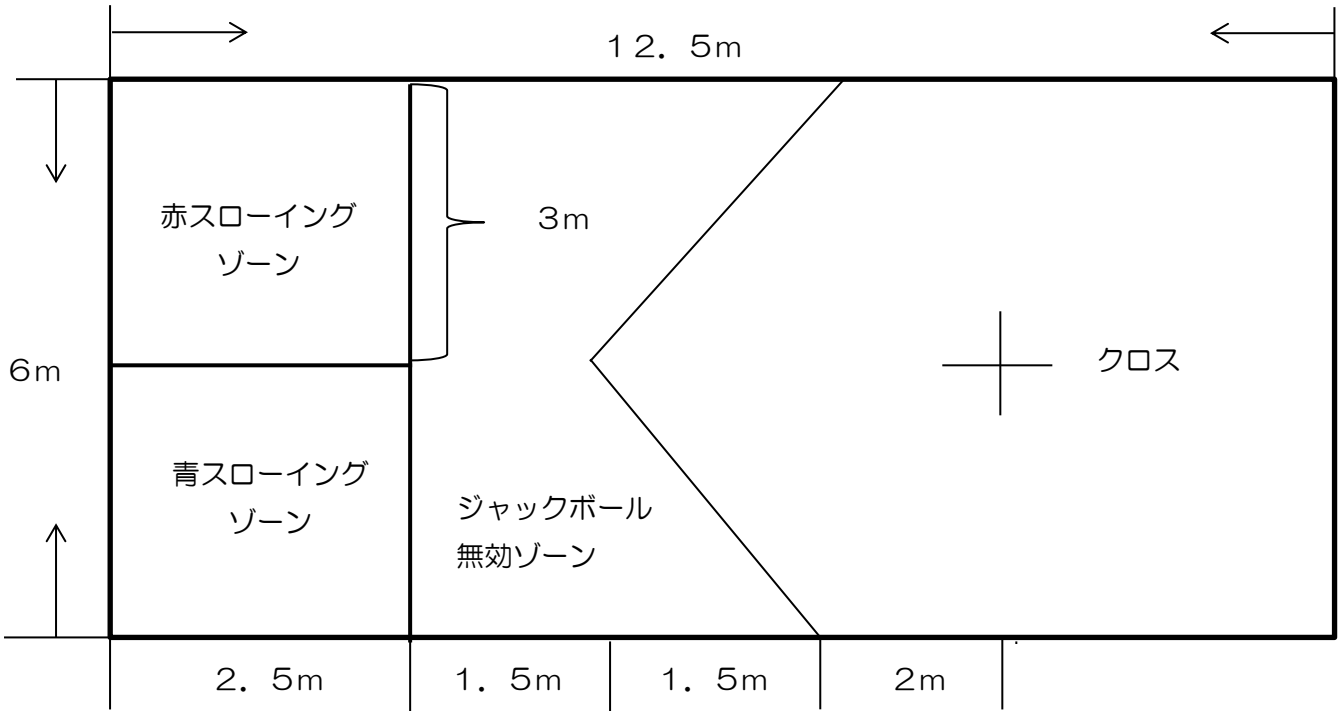 12.5m
赤スローイング
ゾーン
3m
6m
クロス
青スローイング
ゾーン
ジャックボール
無効ゾーン
2.5m
1.5m
1.5m
2m